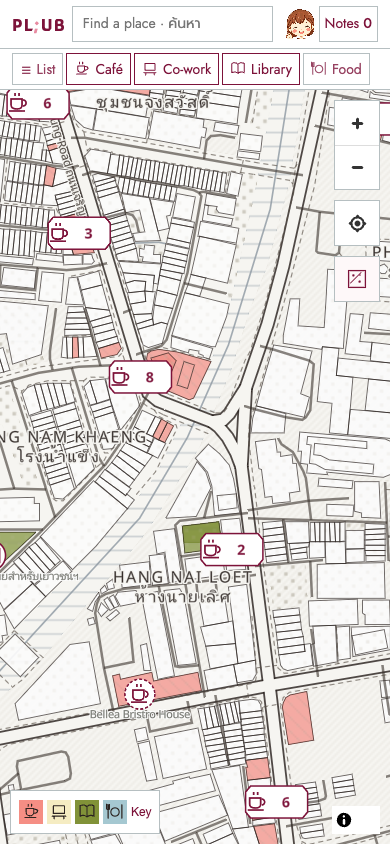 PL;UB
Find a place · ค้นหา
Notes 0
List
Café
Co-work
Library
Food
6
ชุมชนจงสวัสดิ์
3
8
NG NAM KHAENG
โรงน้ำแข็ง
2
HANG NAI LOET
หางนายเลิศ
Bellea Bristro House
6
Key